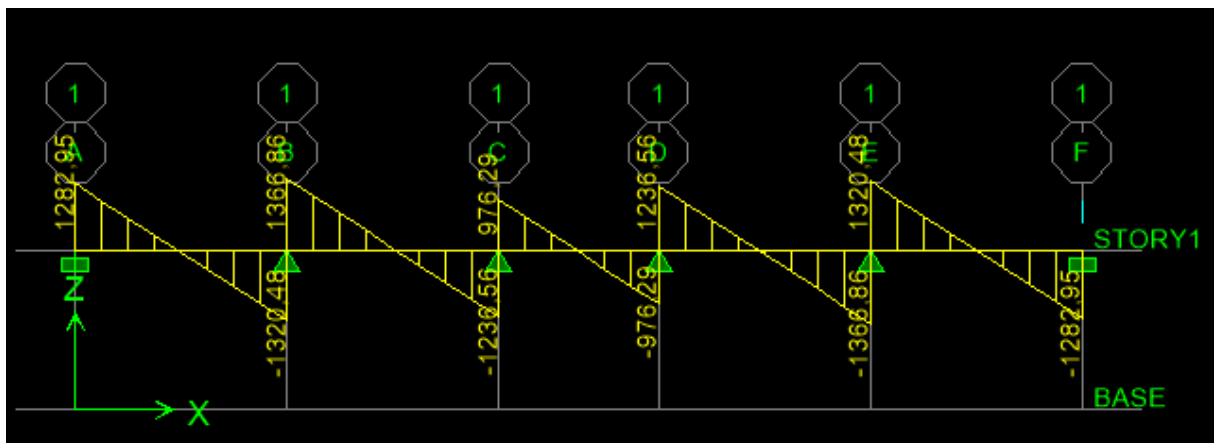 1 1 1 1 1 1
A B C D E F
1282,95 1366,86 976,29 1236,56 1320,48
STORY1
-1320,48 -1236,56 -976,29 -1366,86 -1282,95
Z
X
BASE